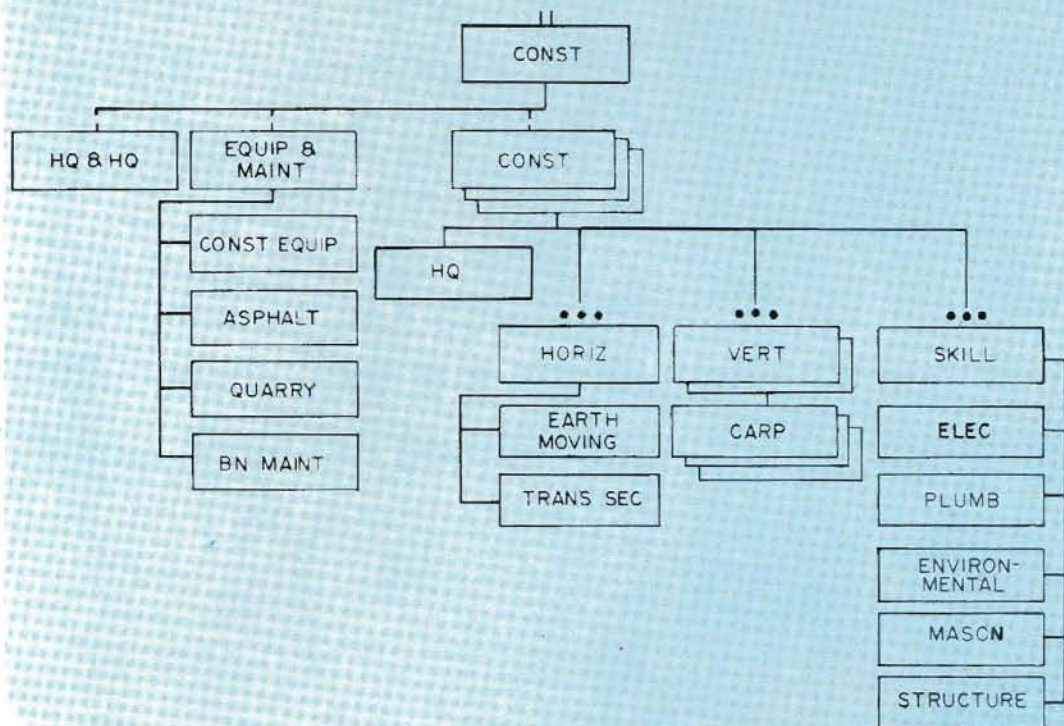 CONST
HQ & HQ
EQUIP &
MAINT
CONST
CONST EQUIP
ASPHALT
QUARRY
BN MAINT
HQ
HORIZ
VERT
SKILL
EARTH
MOVING
CARP
ELEC
TRANS SEC
PLUMB
ENVIRON-
MENTAL
MASON
STRUCTURE